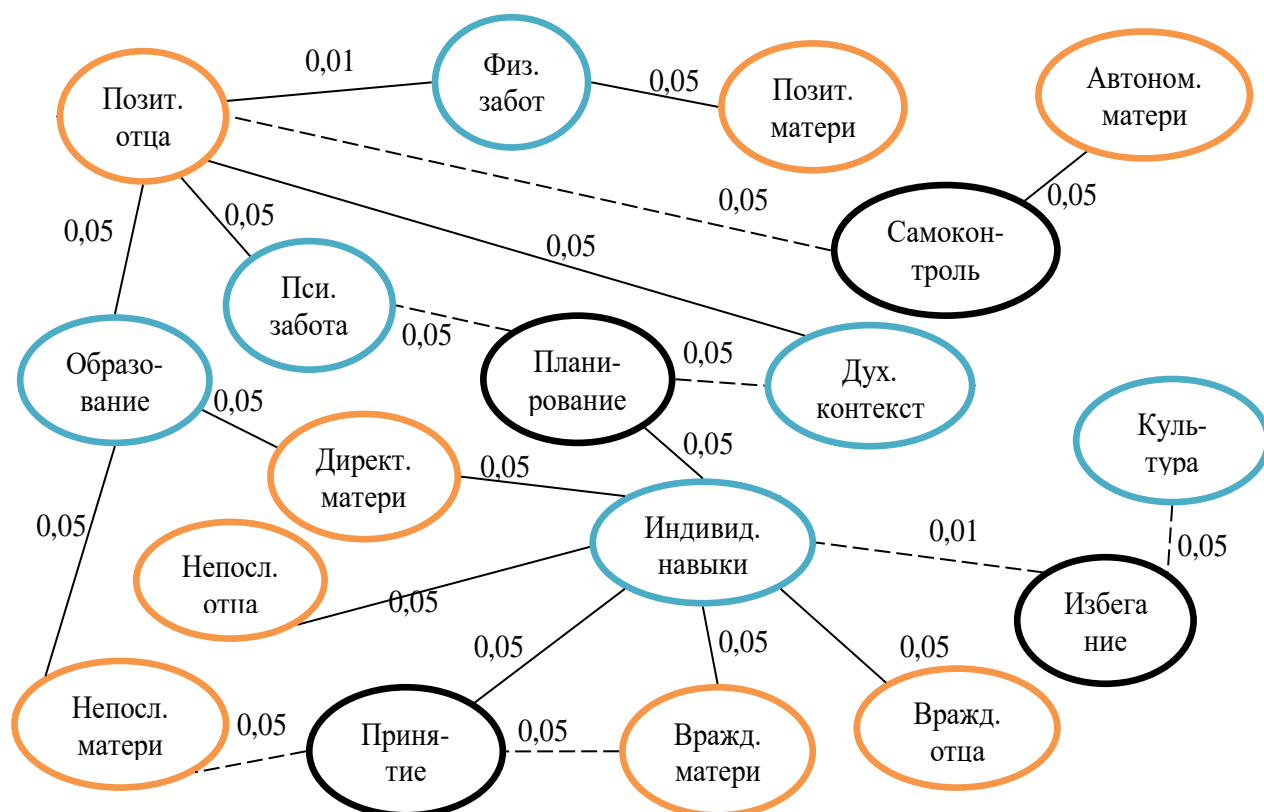 0,01
Физ.
забот
0,05
Позит.
отца
Позит.
матери
Автоном.
матери
0,05
0,05
0,05
0,05
0,05
Самокон-
троль
Пси.
забота
0,05
Плани-
рование
0,05
Дух.
контекст
Образо-
вание
0,05
Куль-
тура
Директ.
матери
0,05
0,05
0,05
Индивид.
навыки
0,01
0,05
Непосл.
отца
0,05
Избега
ние
0,05
0,05
0,05
Непосл.
матери
0,05
Приня-
тие
0,05
Вражд.
матери
Вражд.
отца